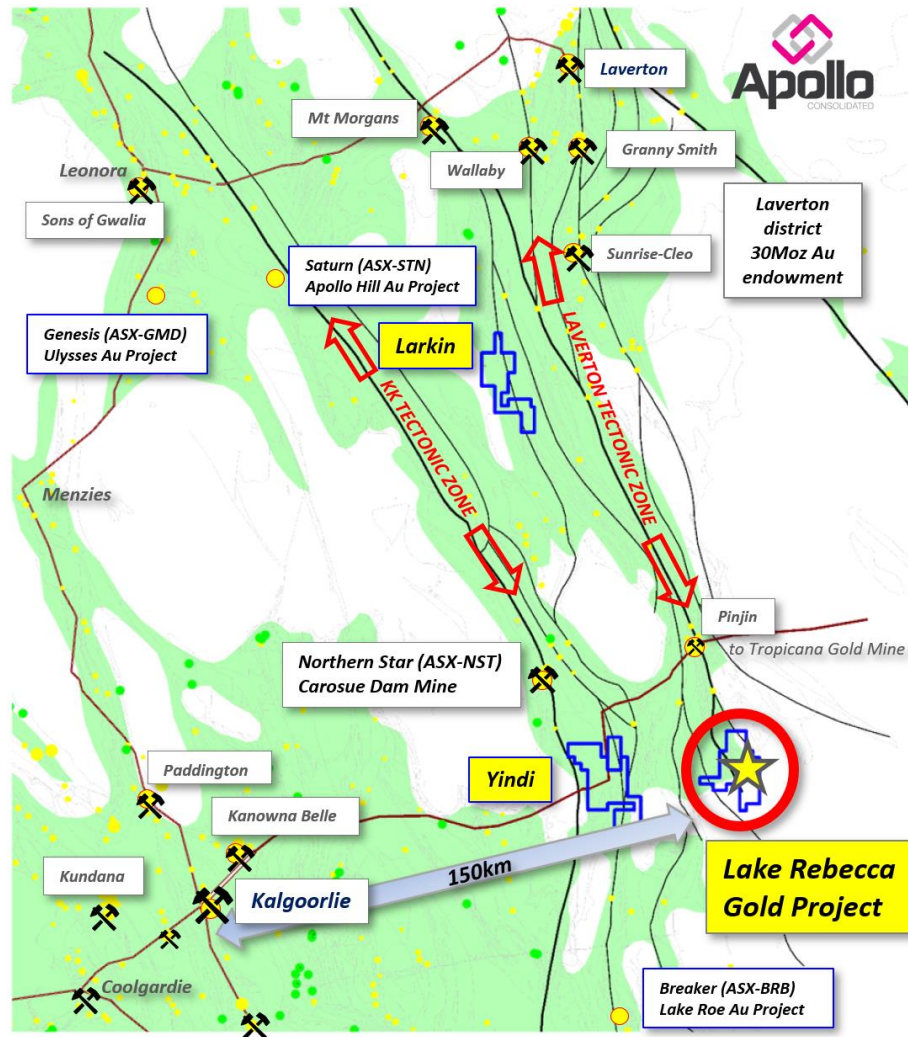 Apollo
CONSOLIDATED
Laverton
Mt Morgans
Wallaby
Granny Smith
Leonora
Sons of Gwalia
Laverton
district
30Moz Au
endowment
Sunrise-Cleo
Saturn (ASX-STN)
Apollo Hill Au Project
Genesis (ASX-GMD)
Ulysses Au Project
Larkin
LAVERTON TECTONIC ZONE
KK TECTONIC ZONE
Menzies
Pinjin
to Tropicana Gold Mine
Northern Star (ASX-NST)
Carosue Dam Mine
Yindi
Paddington
Kanowna Belle
150km
Kundana
Kalgoorlie
Lake Rebecca
Gold Project
Coolgardie
Breaker (ASX-BRB)
Lake Roe Au Project